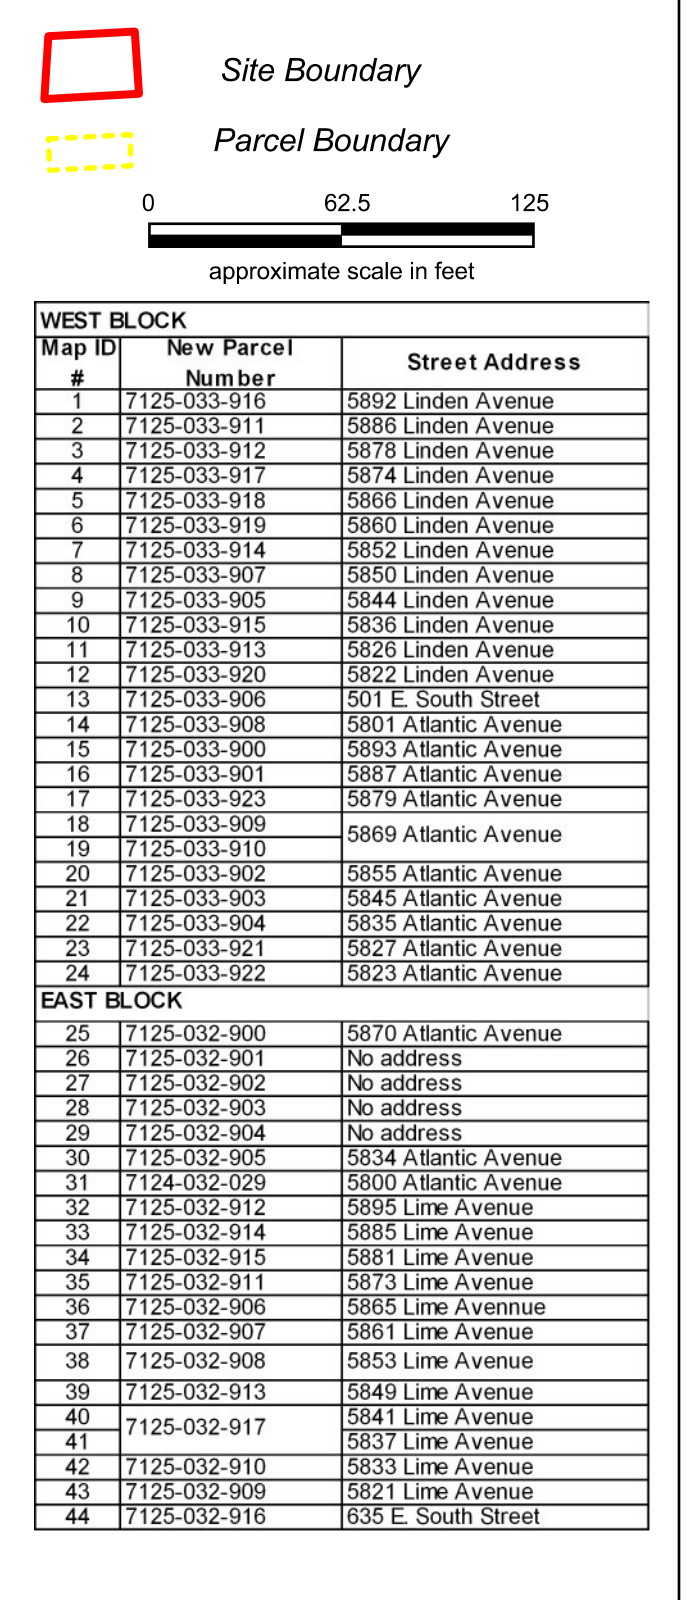 Site Boundary
Parcel Boundary
0 62.5 125
approximate scale in feet
WEST BLOCK
Map ID # New Parcel Number Street Address
1 7125-033-916 5892 Linden Avenue
2 7125-033-911 5886 Linden Avenue
3 7125-033-912 5878 Linden Avenue
4 7125-033-917 5874 Linden Avenue
5 7125-033-918 5866 Linden Avenue
6 7125-033-919 5860 Linden Avenue
7 7125-033-914 5852 Linden Avenue
8 7125-033-907 5850 Linden Avenue
9 7125-033-905 5844 Linden Avenue
10 7125-033-915 5836 Linden Avenue
11 7125-033-913 5826 Linden Avenue
12 7125-033-920 5822 Linden Avenue
13 7125-033-906 501 E. South Street
14 7125-033-908 5801 Atlantic Avenue
15 7125-033-900 5893 Atlantic Avenue
16 7125-033-901 5887 Atlantic Avenue
17 7125-033-923 5879 Atlantic Avenue
18 7125-033-909 5869 Atlantic Avenue
19 7125-033-910
20 7125-033-902 5855 Atlantic Avenue
21 7125-033-903 5845 Atlantic Avenue
22 7125-033-904 5835 Atlantic Avenue
23 7125-033-921 5827 Atlantic Avenue
24 7125-033-922 5823 Atlantic Avenue
EAST BLOCK
25 7125-032-900 5870 Atlantic Avenue
26 7125-032-901 No address
27 7125-032-902 No address
28 7125-032-903 No address
29 7125-032-904 No address
30 7125-032-905 5834 Atlantic Avenue
31 7124-032-029 5800 Atlantic Avenue
32 7125-032-912 5895 Lime Avenue
33 7125-032-914 5885 Lime Avenue
34 7125-032-915 5881 Lime Avenue
35 7125-032-911 5873 Lime Avenue
36 7125-032-906 5865 Lime Avennue
37 7125-032-907 5861 Lime Avenue
38 7125-032-908 5853 Lime Avenue
39 7125-032-913 5849 Lime Avenue
40 7125-032-917 5841 Lime Avenue
41 5837 Lime Avenue
42 7125-032-910 5833 Lime Avenue
43 7125-032-909 5821 Lime Avenue
44 7125-032-916 635 E. South Street